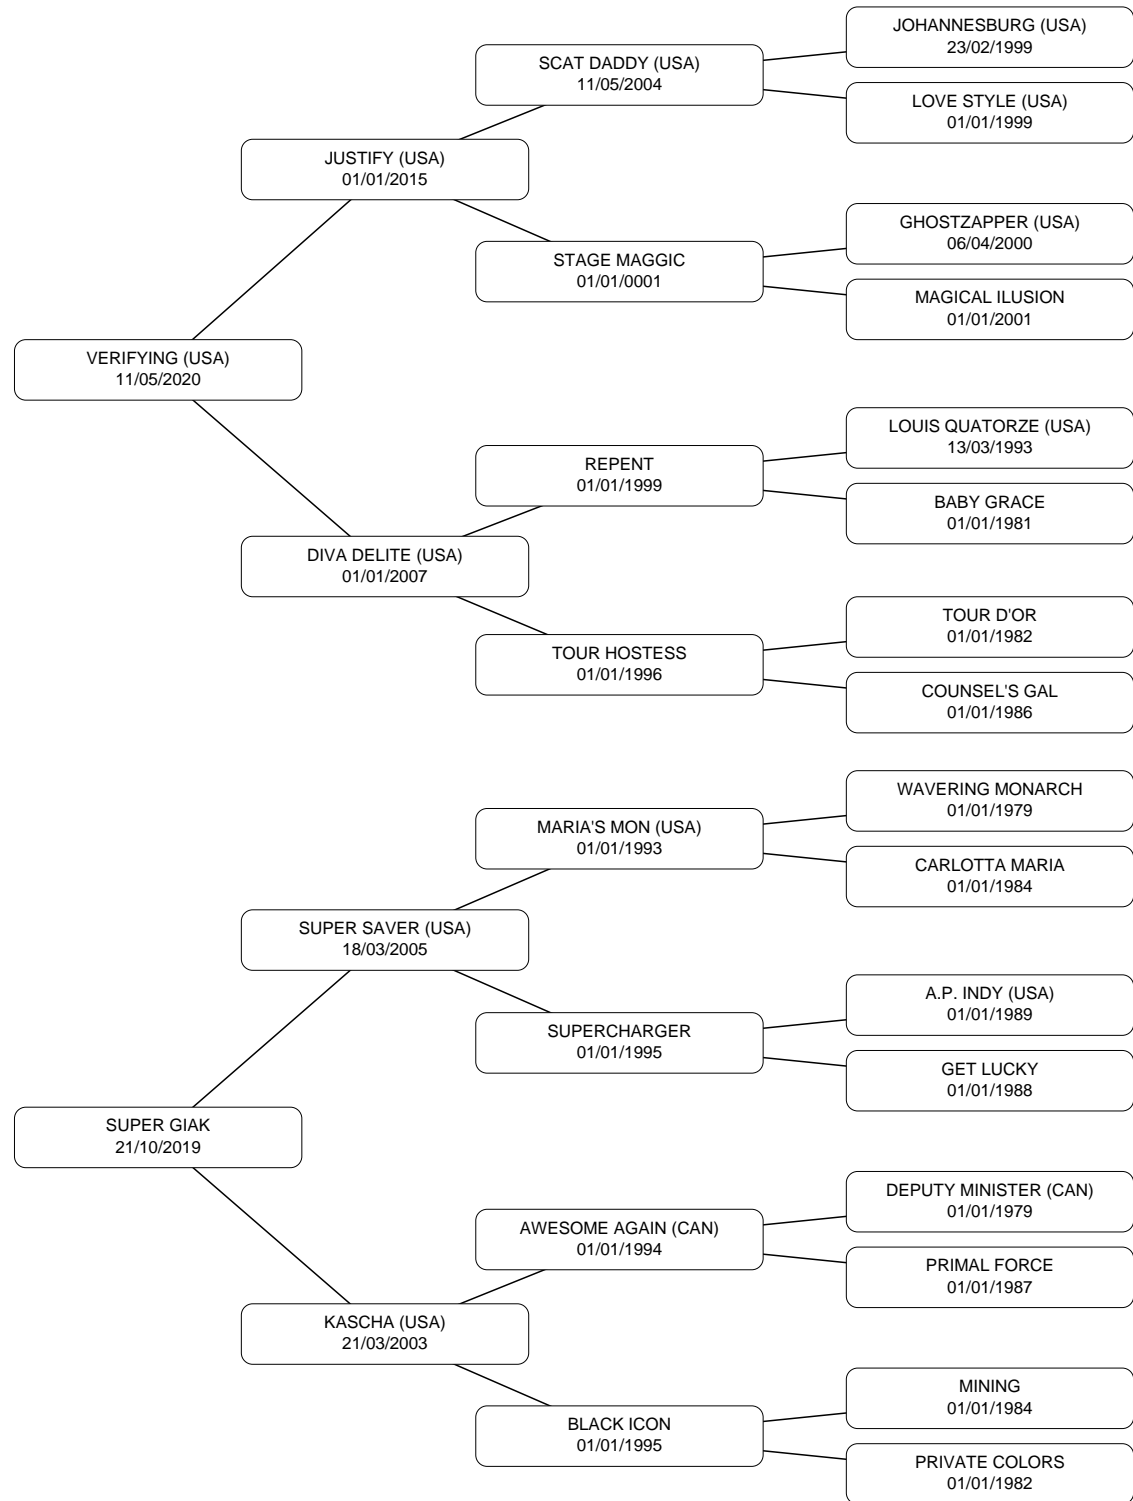 JOHANNESBURG (USA)
23/02/1999
SCAT DADDY (USA)
11/05/2004
LOVE STYLE (USA)
01/01/1999
JUSTIFY (USA)
01/01/2015
GHOSTZAPPER (USA)
06/04/2000
STAGE MAGGIC
01/01/0001
MAGICAL ILUSION
01/01/2001
VERIFYING (USA)
11/05/2020
LOUIS QUATORZE (USA)
13/03/1993
REPENT
01/01/1999
BABY GRACE
01/01/1981
DIVA DELITE (USA)
01/01/2007
TOUR D'OR
01/01/1982
TOUR HOSTESS
01/01/1996
COUNSEL'S GAL
01/01/1986
WAVERING MONARCH
01/01/1979
MARIA'S MON (USA)
01/01/1993
CARLOTTA MARIA
01/01/1984
SUPER SAVER (USA)
18/03/2005
A.P. INDY (USA)
01/01/1989
SUPERCHARGER
01/01/1995
GET LUCKY
01/01/1988
SUPER GIAK
21/10/2019
DEPUTY MINISTER (CAN)
01/01/1979
AWESOME AGAIN (CAN)
01/01/1994
PRIMAL FORCE
01/01/1987
KASCHA (USA)
21/03/2003
MINING
01/01/1984
BLACK ICON
01/01/1995
PRIVATE COLORS
01/01/1982